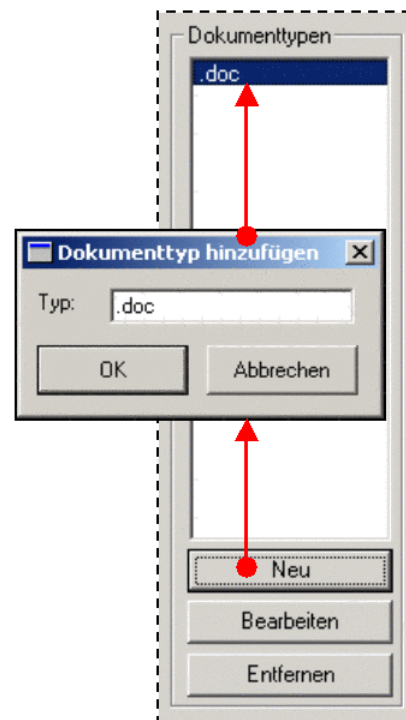 Dokumenttypen
.doc
Dokumenttyp hinzufügen
Typ: .doc
OK Abbrechen
Neu
Bearbeiten
Entfernen